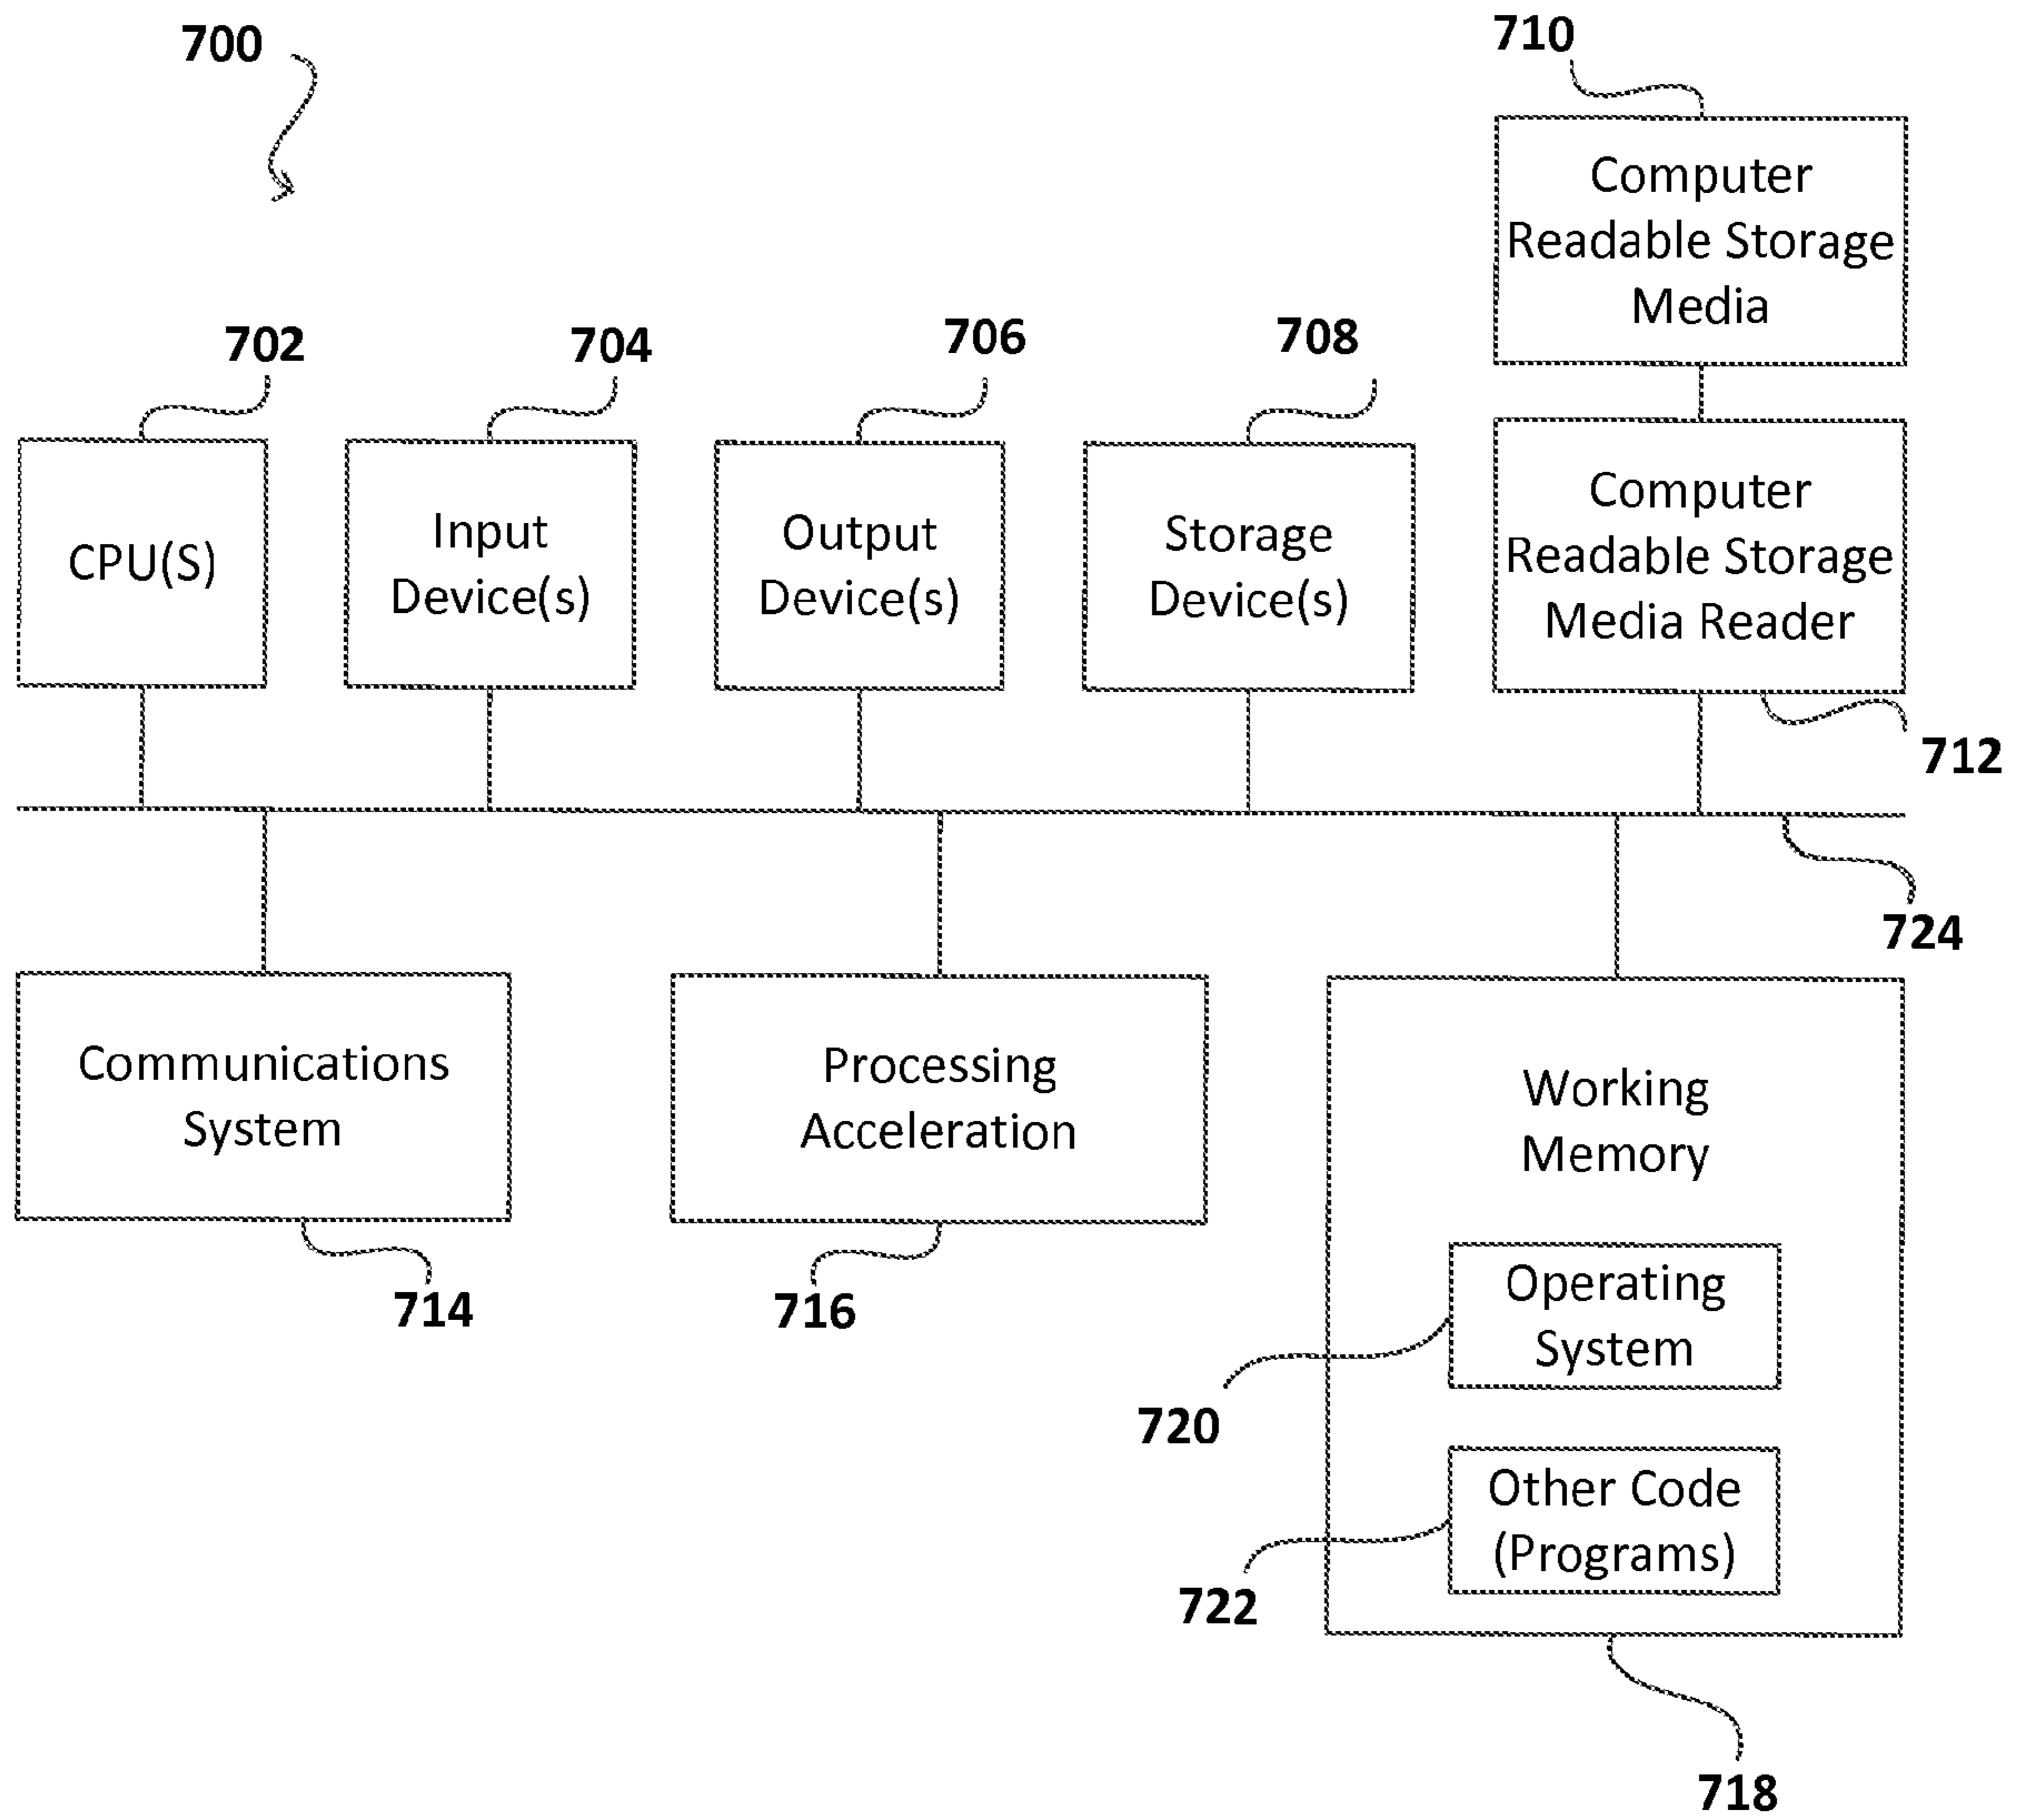 700
710
Computer
Readable Storage
Media
702
704
706
708
CPU(S)
Input
Device(s)
Output
Device(s)
Storage
Device(s)
Computer
Readable Storage
Media Reader
712
724
Communications
System
714
Processing
Acceleration
716
Working
Memory
Operating
System
720
Other Code
(Programs)
722
718